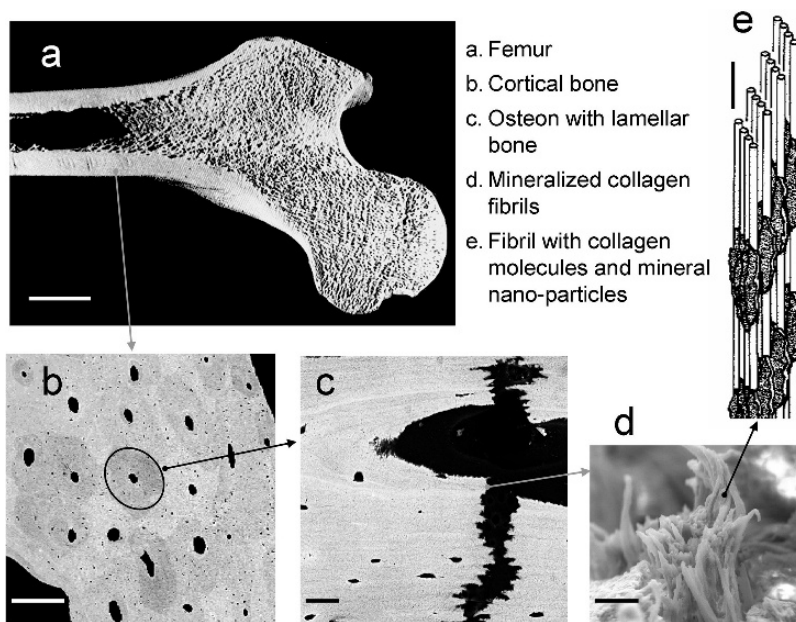 a
a. Femur
b. Cortical bone
c. Osteon with lamellar
bone
d. Mineralized collagen
fibrils
e. Fibril with collagen
molecules and mineral
nano-particles
e
b
c
d